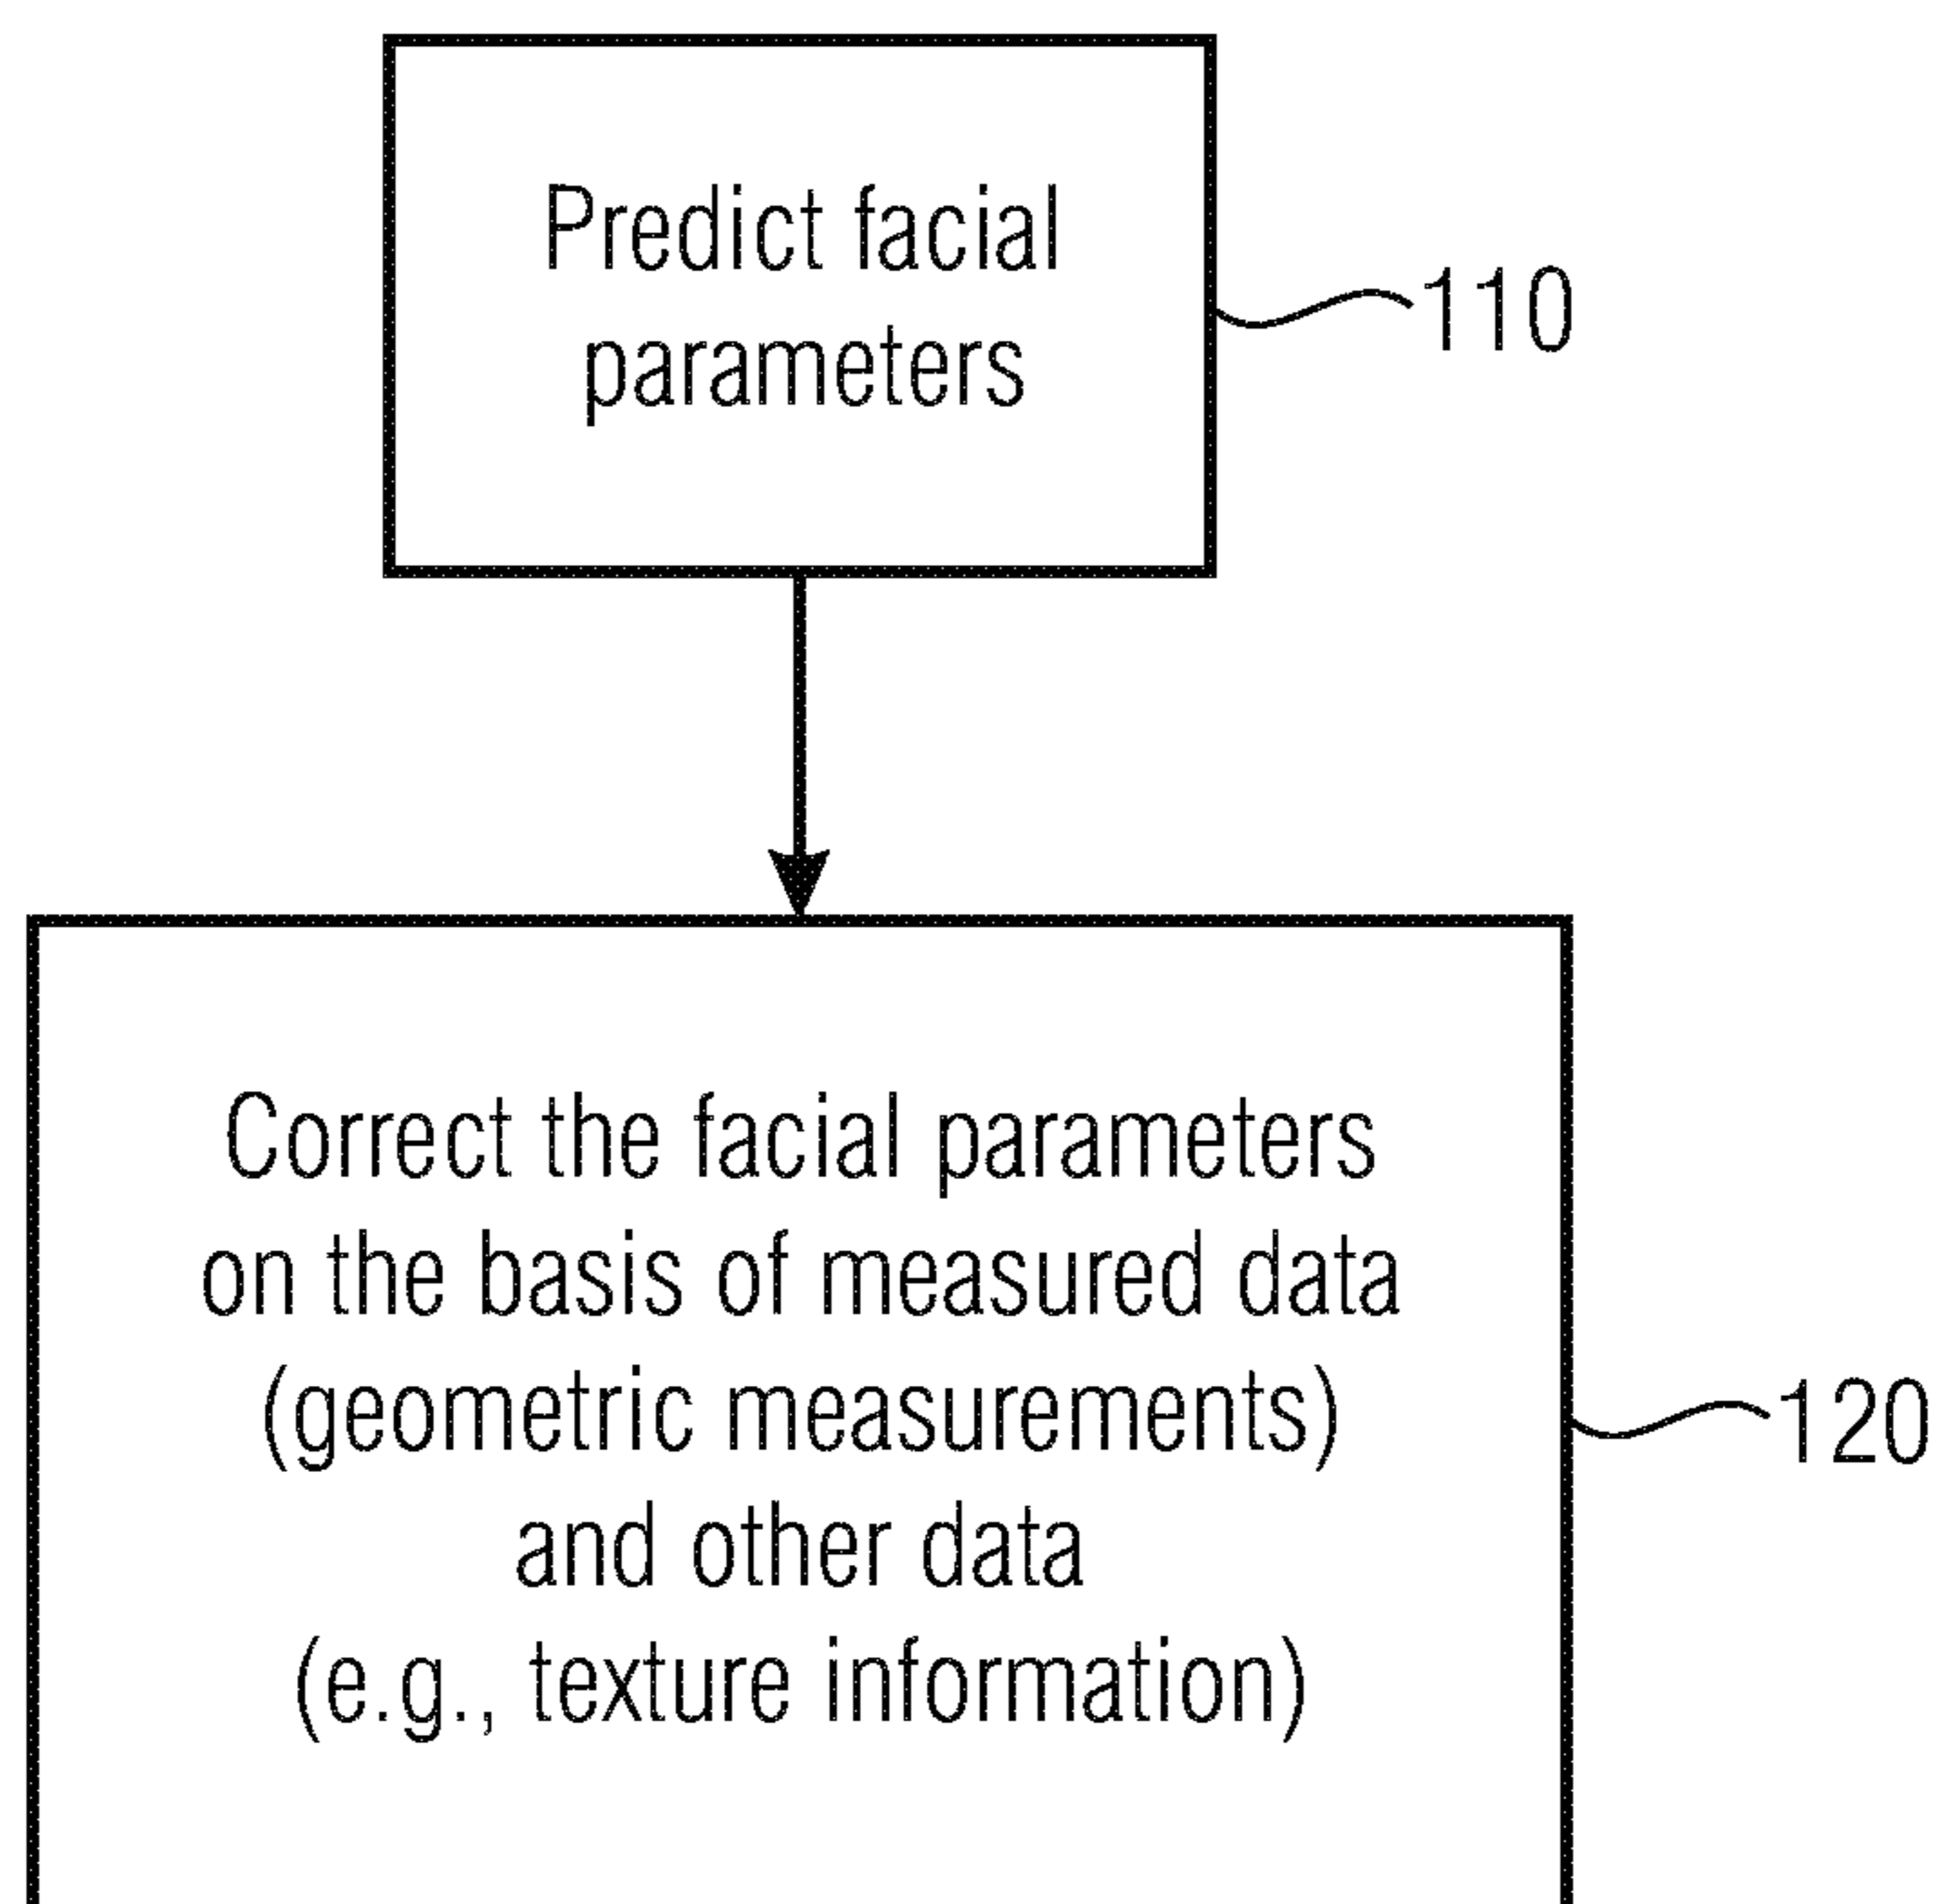 Predict facial
parameters
110
Correct the facial parameters
on the basis of measured data
(geometric measurements)
and other data
(e.g., texture information)
120